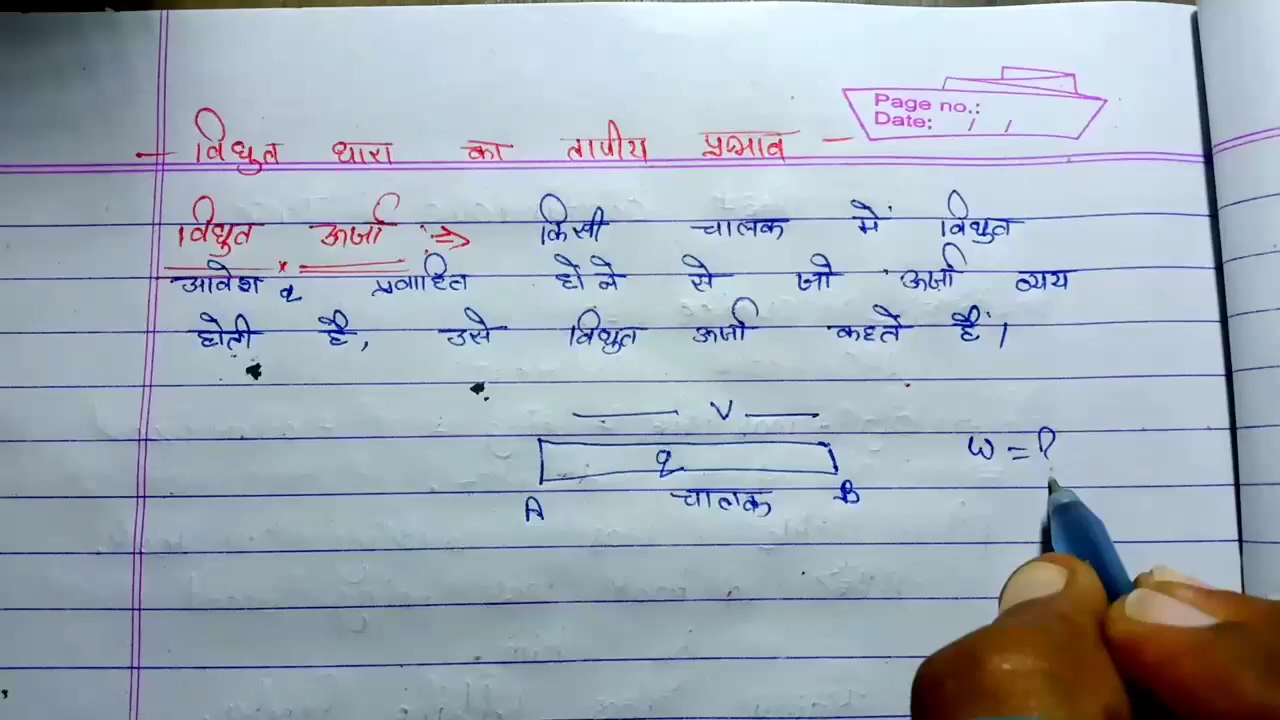 Page no.:
Date: / /
- विधुत धारा का तापीय प्रभाव -
विधुत ऊर्जा :⇒ किसी चालक में विधुत
आवेश q प्रवाहित होने से जो ऊर्जा व्यय
होती है, उसे विधुत ऊर्जा कहते हैं।
V
q
W = ?
A चालक B